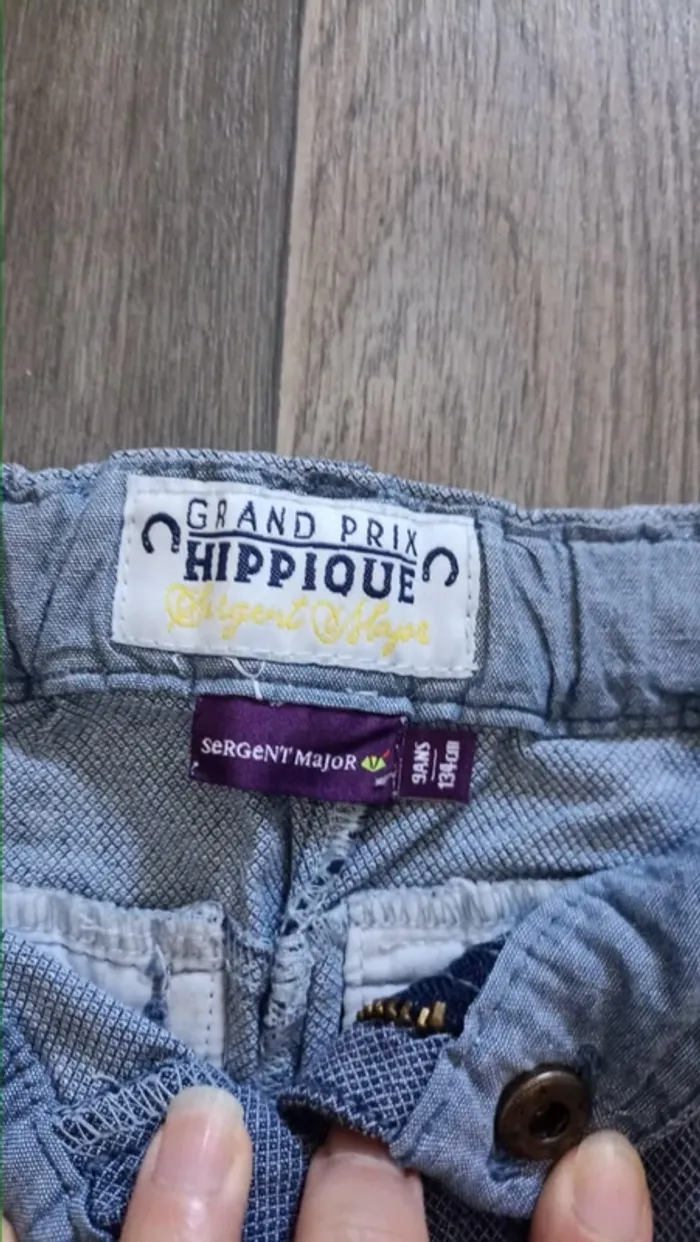 GRAND PRIX
HIPPIQUE
Sergent Major
SeRGeNT MaJoR
9ANS
134cm